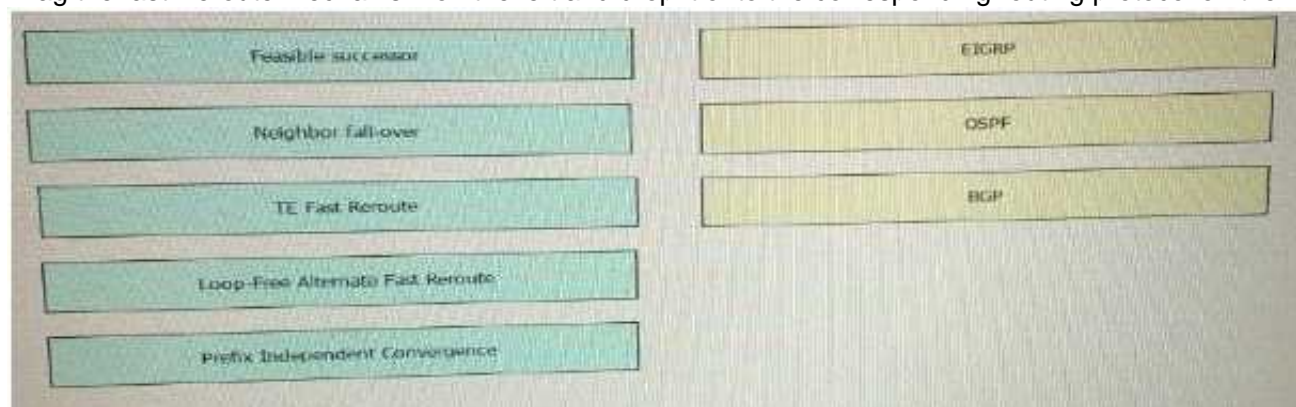 Feasible successor
Neighbor fall-over
TE Fast Reroute
Loop-Free Alternate Fast Reroute
Prefix Independent Convergence
EIGRP
OSPF
BGP